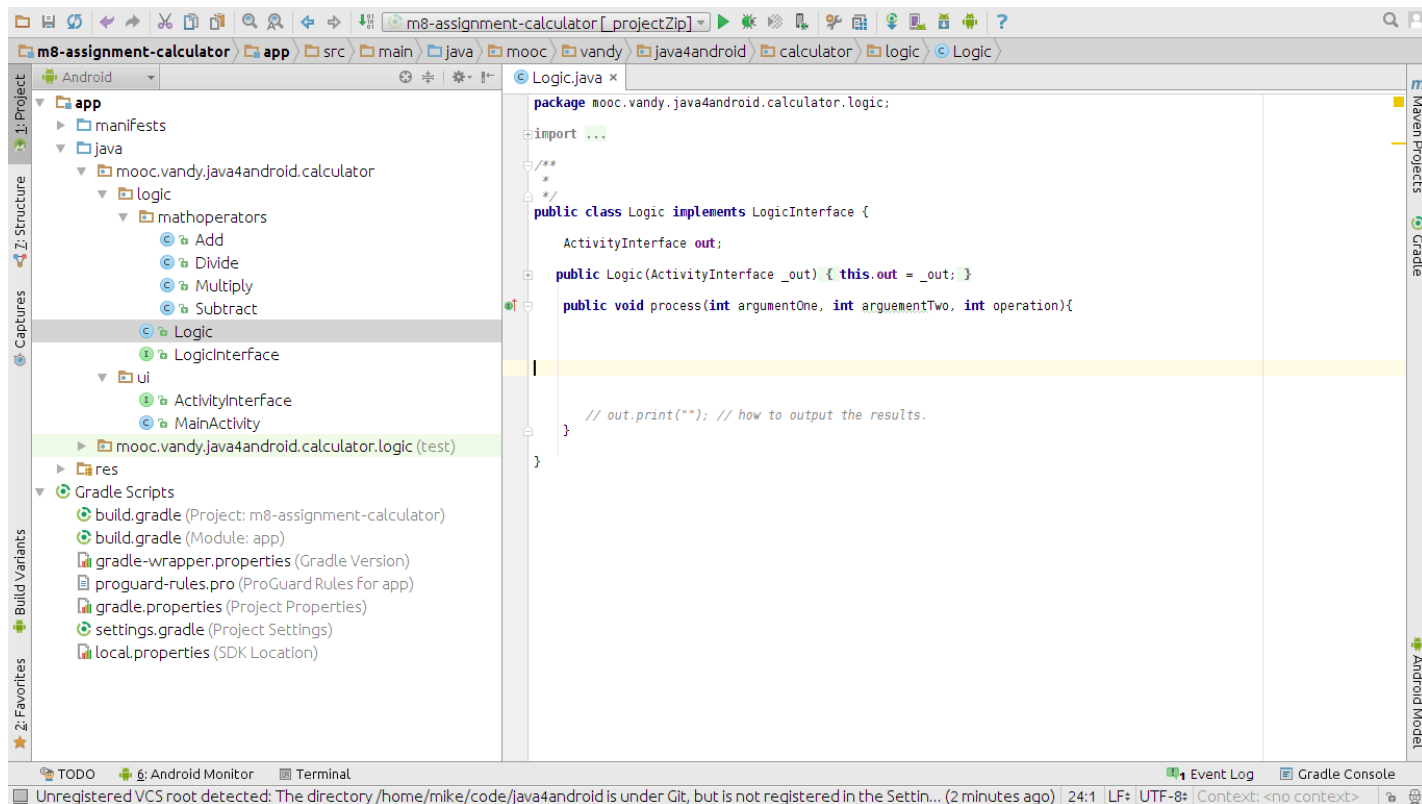 m8-assignment-calculator [_projectZip]
?
m8-assignment-calculator app src main java mooc vandy java4android calculator logic Logic
Android
Logic.java ×
1: Project
Z: Structure
Captures
Build Variants
2: Favorites
app
manifests
java
mooc.vandy.java4android.calculator
logic
mathoperators
Add
Divide
Multiply
Subtract
Logic
LogicInterface
ui
ActivityInterface
MainActivity
mooc.vandy.java4android.calculator.logic (test)
res
Gradle Scripts
build.gradle (Project: m8-assignment-calculator)
build.gradle (Module: app)
gradle-wrapper.properties (Gradle Version)
proguard-rules.pro (ProGuard Rules for app)
gradle.properties (Project Properties)
settings.gradle (Project Settings)
local.properties (SDK Location)
package mooc.vandy.java4android.calculator.logic;
import ...
/**
*
*/
public class Logic implements LogicInterface {
ActivityInterface out;
public Logic(ActivityInterface _out) { this.out = _out; }
public void process(int argumentOne, int arguementTwo, int operation){
// out.print(""); // how to output the results.
}
}
m Maven Projects
Gradle
Android Model
TODO 6: Android Monitor Terminal 1 Event Log Gradle Console
Unregistered VCS root detected: The directory /home/mike/code/java4android is under Git, but is not registered in the Settin... (2 minutes ago) 24:1 LF UTF-8 Context: <no context>